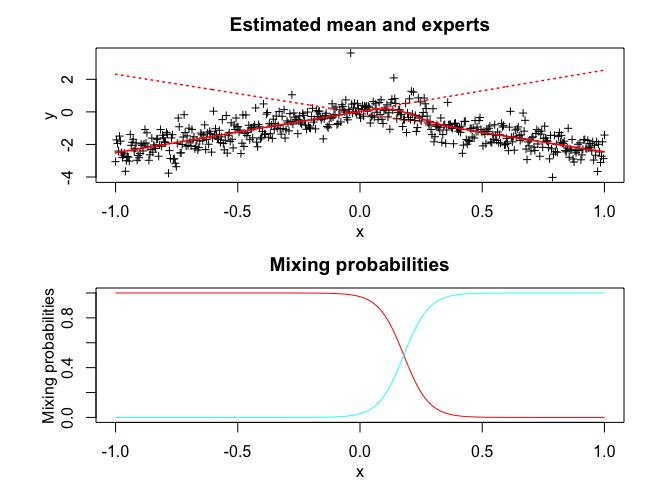 Estimated mean and experts
y
2
0
-2
-4
-1.0 -0.5 0.0 0.5 1.0
x
Mixing probabilities
Mixing probabilities
0.8
0.4
0.0
-1.0 -0.5 0.0 0.5 1.0
x